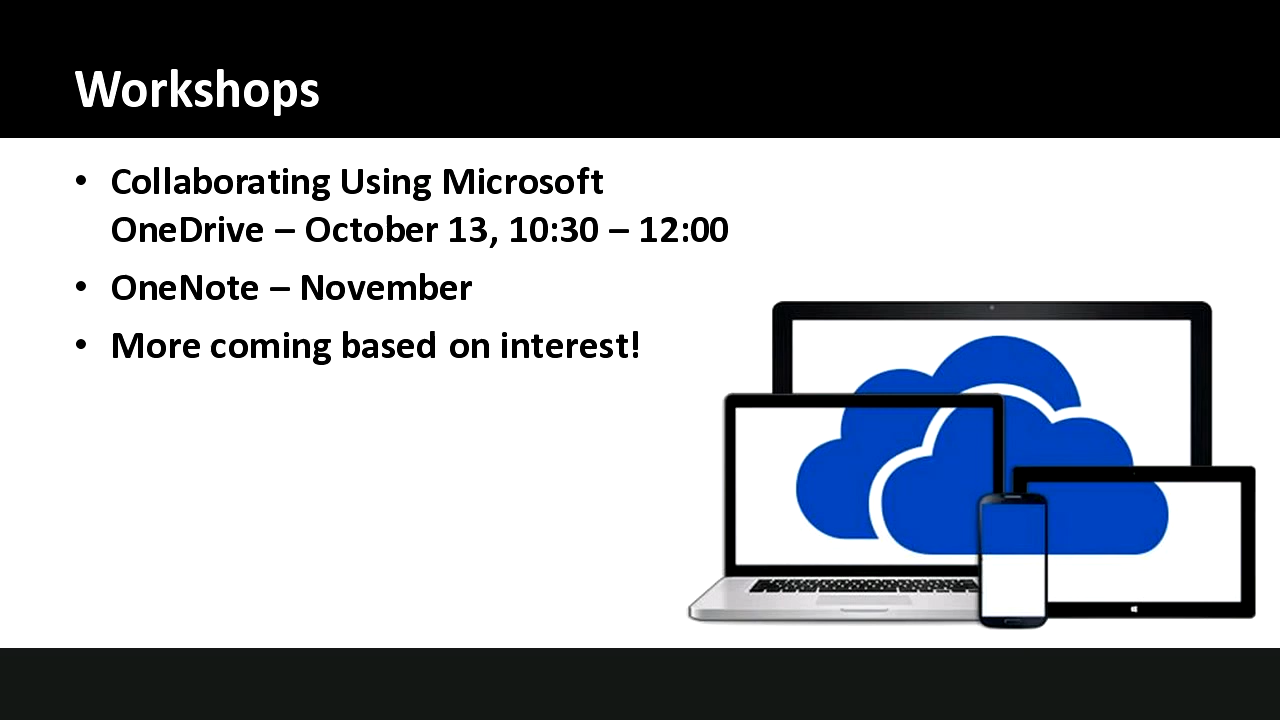 Workshops
• Collaborating Using Microsoft
OneDrive – October 13, 10:30 – 12:00
• OneNote – November
• More coming based on interest!